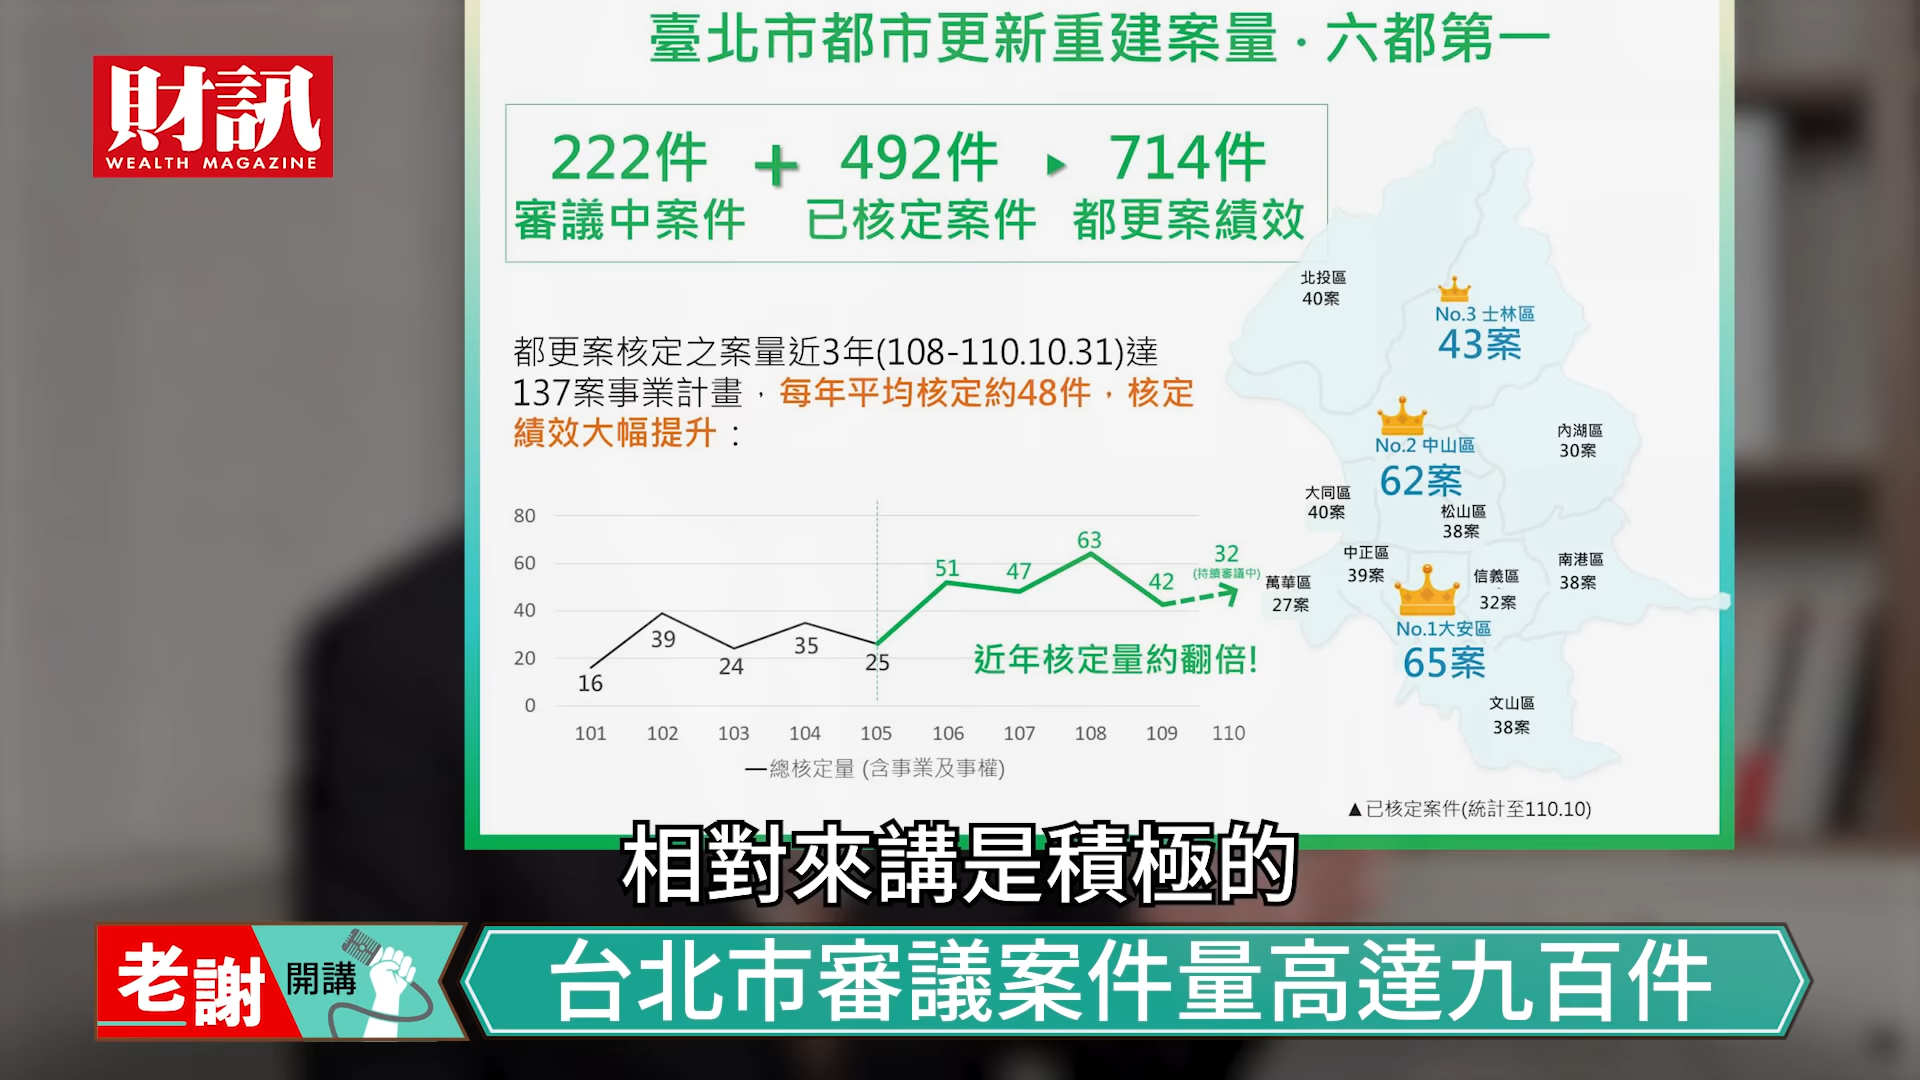 臺北市都市更新重建案量·六都第一
財訊
WEALTH MAGAZINE
222件 + 492件 ▶ 714件
審議中案件 已核定案件 都更案績效
都更案核定之案量近3年(108-110.10.31)達
137案事業計畫，每年平均核定約48件，核定
績效大幅提升：
80
60
40
20
0
16
39
24
35
25
51
47
63
42
32
(持續審議中)
近年核定量約翻倍!
101 102 103 104 105 106 107 108 109 110
總核定量 (含事業及事權)
北投區
40案
No.3 士林區
43案
No.2 中山區
62案
內湖區
30案
大同區
40案
松山區
38案
中正區
39案
萬華區
27案
信義區
32案
南港區
38案
No.1大安區
65案
文山區
38案
▲已核定案件(統計至110.10)
相對來講是積極的
老謝 開講
台北市審議案件量高達九百件